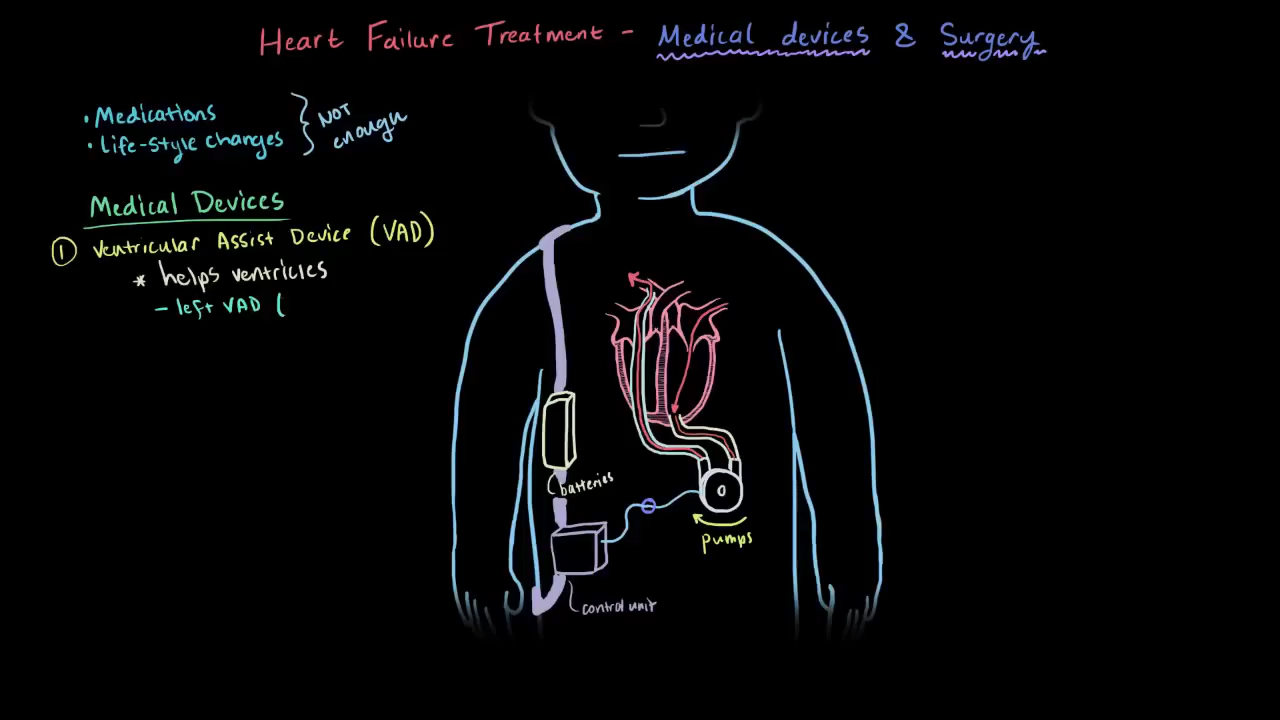 Heart Failure Treatment - Medical devices & Surgery
• Medications
• Life-style changes
NOT
enough
Medical Devices
① Ventricular Assist Device (VAD)
* helps ventricles
- left VAD (
batteries
pumps
control unit